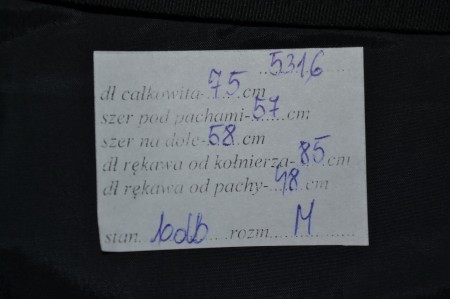 5316
dł całkowita-75 cm
szer pod pachami-57 cm
szer na dole-58 cm
dł rękawa od kołnierza-85 cm
dł rękawa od pachy-48 cm
stan rozm. M